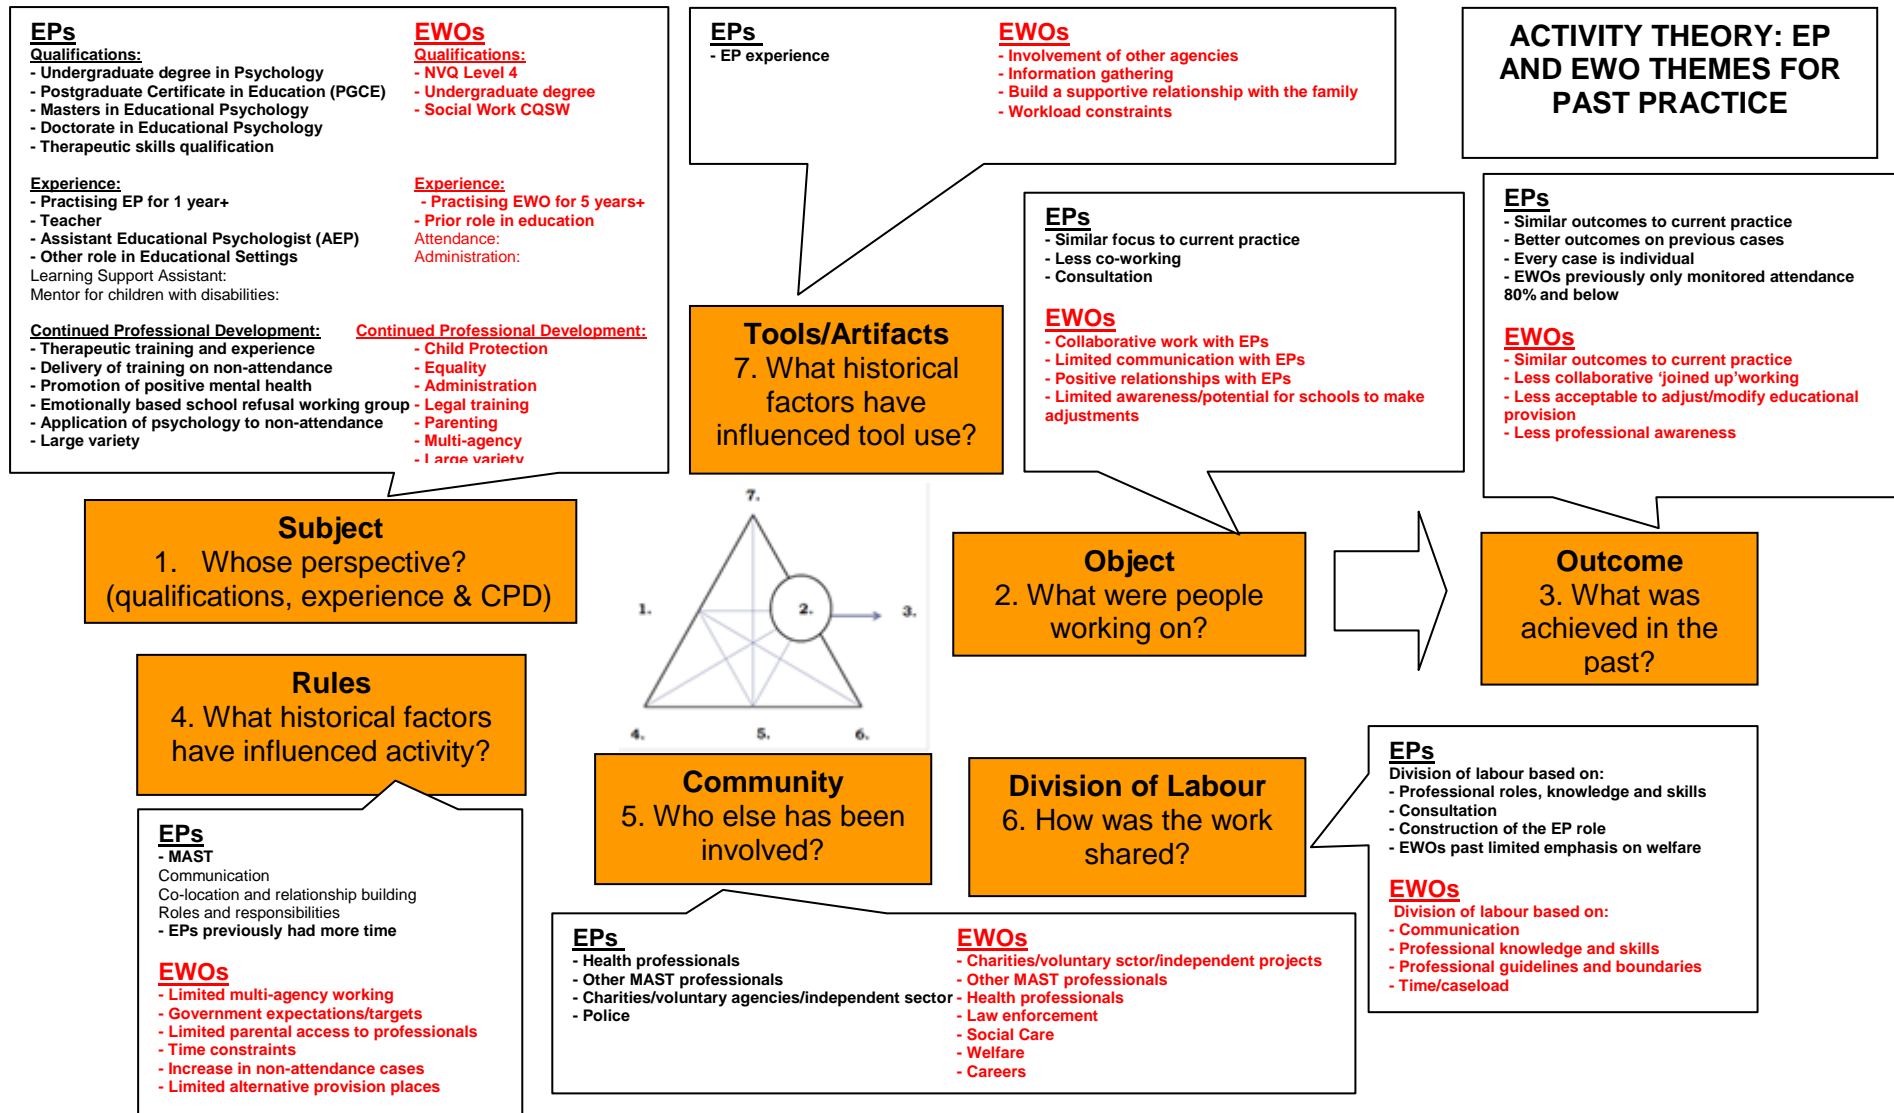 EPs
Qualifications:
- Undergraduate degree in Psychology
- Postgraduate Certificate in Education (PGCE)
- Masters in Educational Psychology
- Doctorate in Educational Psychology
- Therapeutic skills qualification
Experience:
- Practising EP for 1 year+
- Teacher
- Assistant Educational Psychologist (AEP)
- Other role in Educational Settings
Learning Support Assistant:
Mentor for children with disabilities:
Continued Professional Development:
- Therapeutic training and experience
- Delivery of training on non-attendance
- Promotion of positive mental health
- Emotionally based school refusal working group
- Application of psychology to non-attendance
- Large variety
EWOs
Qualifications:
- NVQ Level 4
- Undergraduate degree
- Social Work CQSW
Experience:
- Practising EWO for 5 years+
- Prior role in education
Attendance:
Administration:
Continued Professional Development:
- Child Protection
- Equality
- Administration
- Legal training
- Parenting
- Multi-agency
- Large variety
EPs
- EP experience
EWOs
- Involvement of other agencies
- Information gathering
- Build a supportive relationship with the family
- Workload constraints
ACTIVITY THEORY: EP
AND EWO THEMES FOR
PAST PRACTICE
EPs
- Similar focus to current practice
- Less co-working
- Consultation
EWOs
- Collaborative work with EPs
- Limited communication with EPs
- Positive relationships with EPs
- Limited awareness/potential for schools to make
adjustments
EPs
- Similar outcomes to current practice
- Better outcomes on previous cases
- Every case is individual
- EWOs previously only monitored attendance
80% and below
EWOs
- Similar outcomes to current practice
- Less collaborative ‘joined up’working
- Less acceptable to adjust/modify educational
provision
- Less professional awareness
Tools/Artifacts
7. What historical
factors have
influenced tool use?
Subject
1. Whose perspective?
(qualifications, experience & CPD)
7.
1.
2.
3.
4.
5.
6.
Object
2. What were people
working on?
Outcome
3. What was
achieved in the
past?
Rules
4. What historical factors
have influenced activity?
Community
5. Who else has been
involved?
Division of Labour
6. How was the work
shared?
EPs
- MAST
Communication
Co-location and relationship building
Roles and responsibilities
- EPs previously had more time
EWOs
- Limited multi-agency working
- Government expectations/targets
- Limited parental access to professionals
- Time constraints
- Increase in non-attendance cases
- Limited alternative provision places
EPs
- Health professionals
- Other MAST professionals
- Charities/voluntary agencies/independent sector
- Police
EWOs
- Charities/voluntary sctor/independent projects
- Other MAST professionals
- Health professionals
- Law enforcement
- Social Care
- Welfare
- Careers
EPs
Division of labour based on:
- Professional roles, knowledge and skills
- Consultation
- Construction of the EP role
- EWOs past limited emphasis on welfare
EWOs
Division of labour based on:
- Communication
- Professional knowledge and skills
- Professional guidelines and boundaries
- Time/caseload